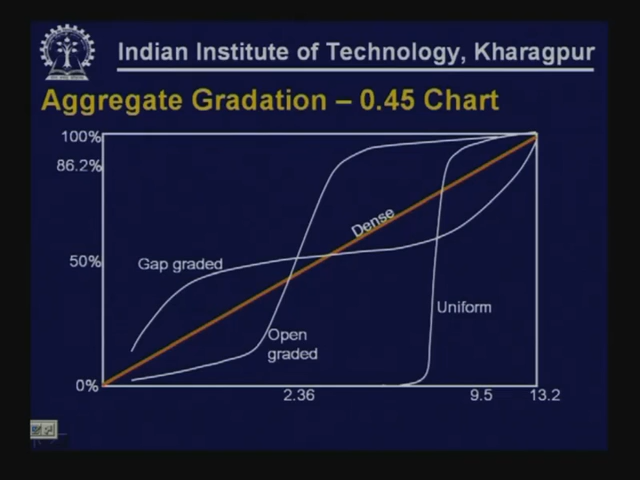 Indian Institute of Technology, Kharagpur
Aggregate Gradation – 0.45 Chart
100%
86.2%
Dense
50%
Gap graded
Uniform
Open
graded
0%
2.36
9.5
13.2